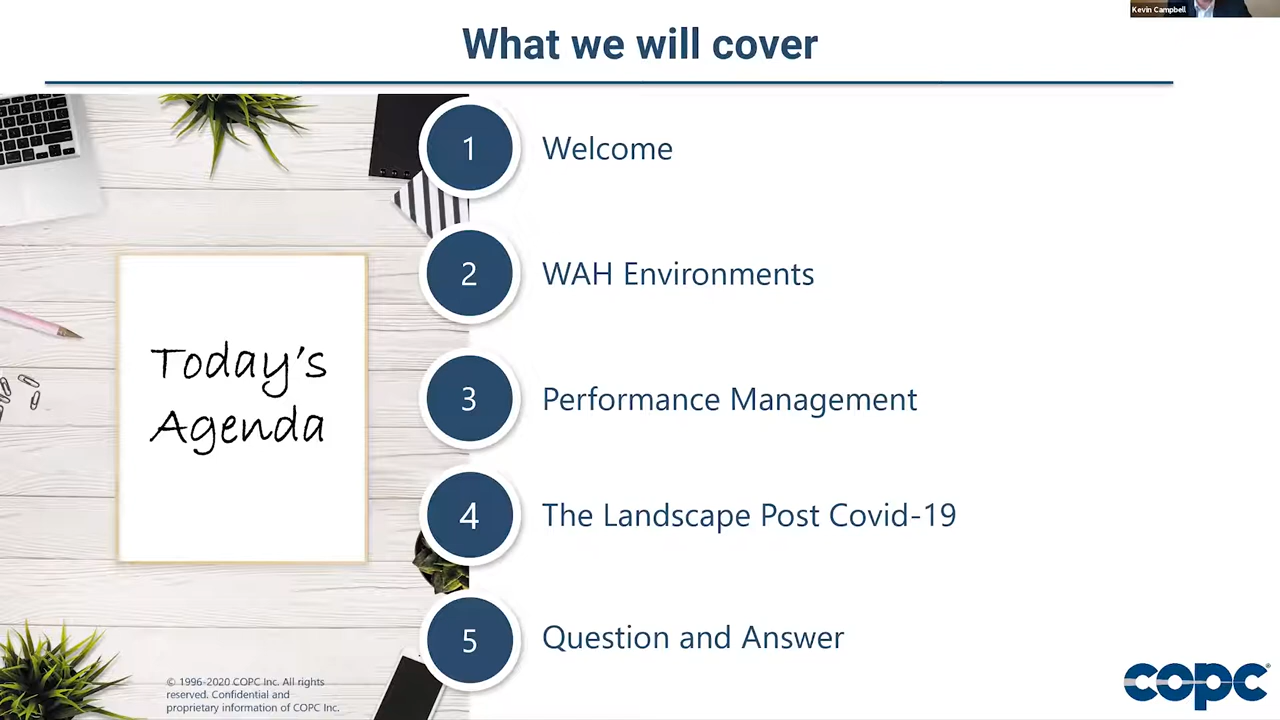 Kevin Campbell
What we will cover
1 Welcome
2 WAH Environments
3 Performance Management
4 The Landscape Post Covid-19
5 Question and Answer
Today's
Agenda
© 1996-2020 COPC Inc. All rights
reserved. Confidential and
proprietary information of COPC Inc.
copc®